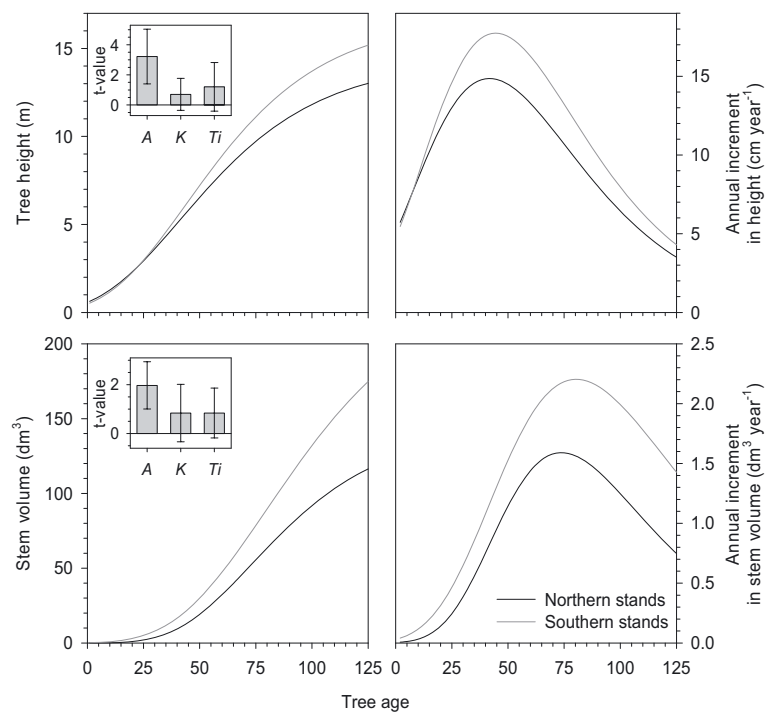 15
10
5
0
Tree height (m)
4
2
0
t-value
A K Ti
15
10
5
0
Annual increment
in height (cm year-1)
200
150
100
50
0
Stem volume (dm3)
2
0
t-value
A K Ti
2.5
2.0
1.5
1.0
0.5
0.0
Annual increment
in stem volume (dm3 year-1)
Northern stands
Southern stands
0 25 50 75 100 125
0 25 50 75 100 125
Tree age